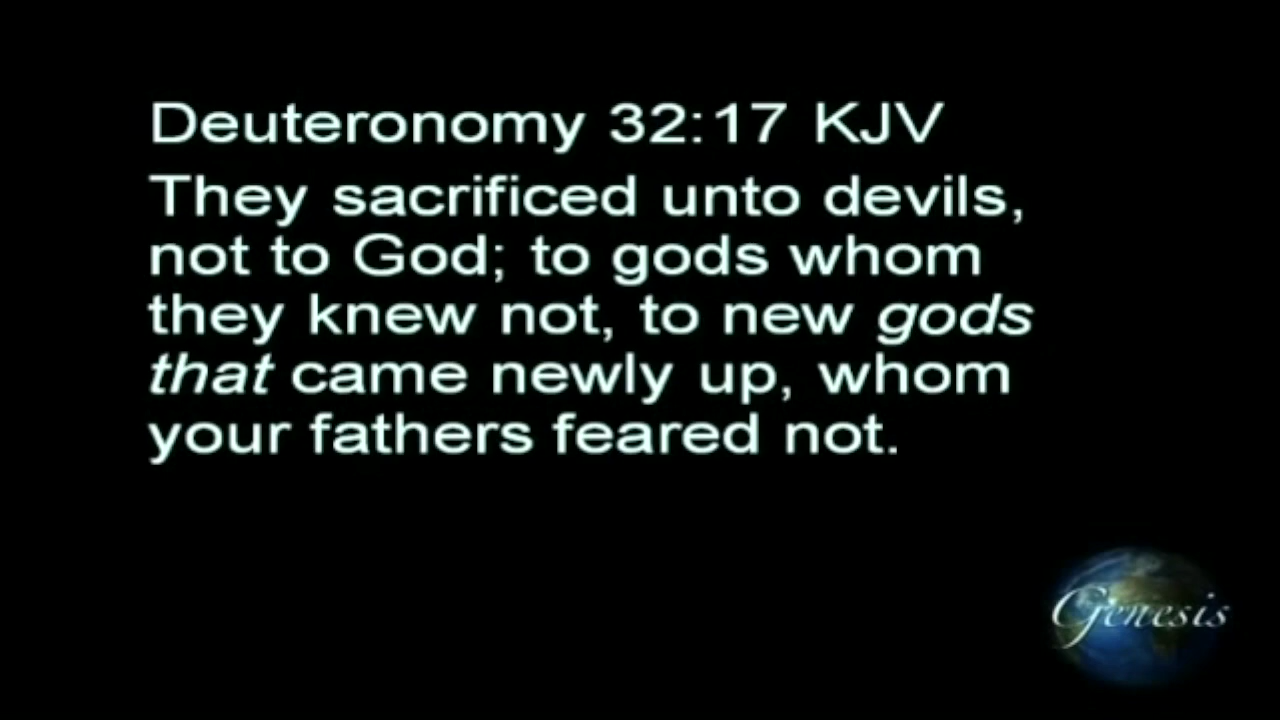 Deuteronomy 32:17 KJV
They sacrificed unto devils,
not to God; to gods whom
they knew not, to new gods
that came newly up, whom
your fathers feared not.
Genesis